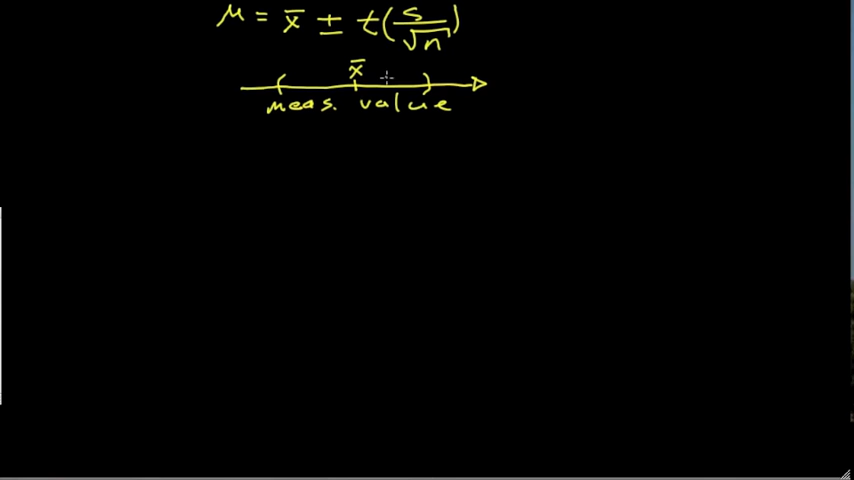 μ = x̄ ± t(s/√n)
x̄
meas. value